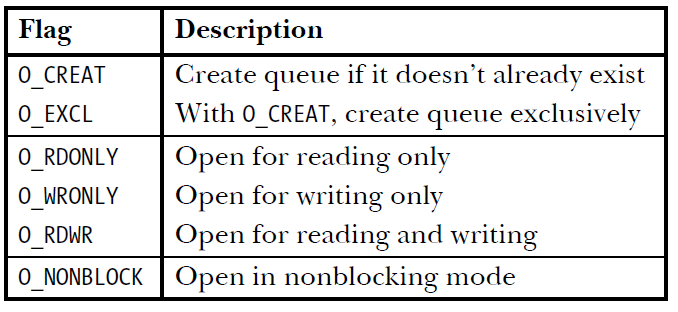 Flag Description
O_CREAT Create queue if it doesn’t already exist
O_EXCL With O_CREAT, create queue exclusively
O_RDONLY Open for reading only
O_WRONLY Open for writing only
O_RDWR Open for reading and writing
O_NONBLOCK Open in nonblocking mode